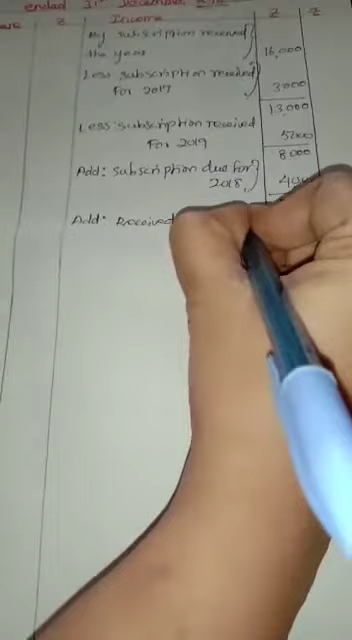 ended 31st December
Income
By subscription received
the year
16,000
Less subscription received
For 2017
3000
13,000
Less: subscription received
For 2019
5000
8000
Add: subscription due for
2018
Add: Received